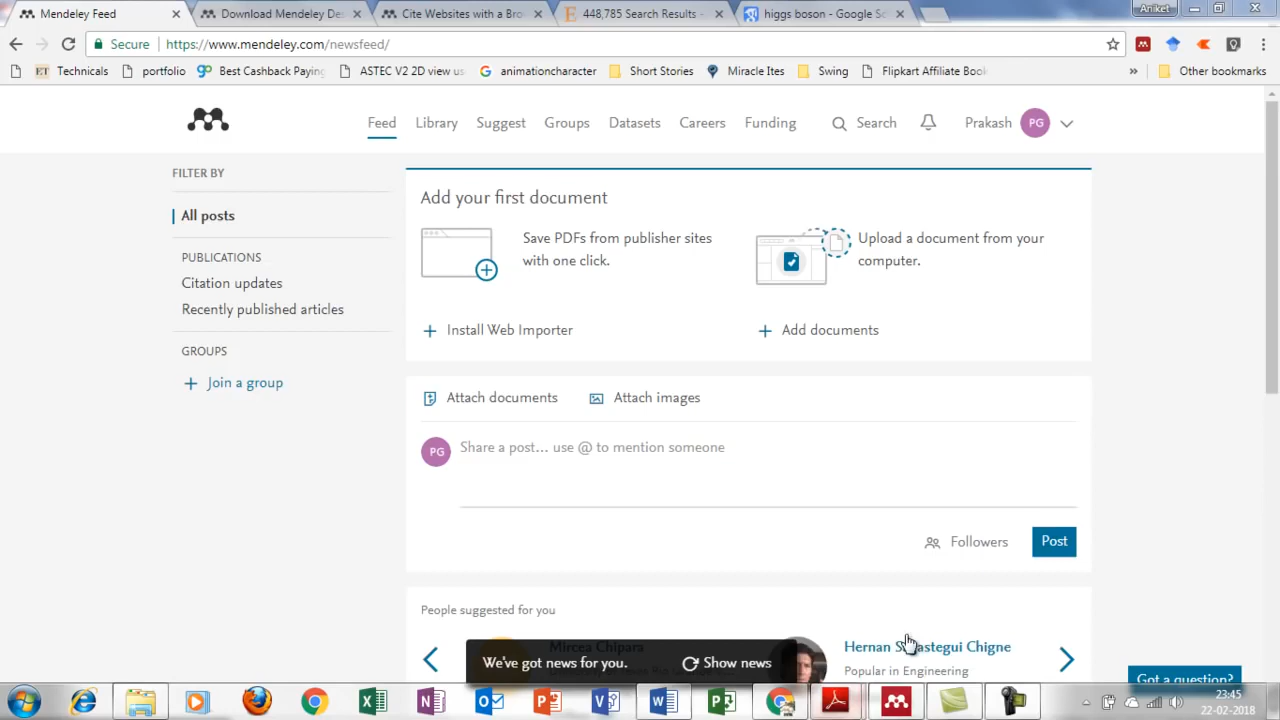 Mendeley Feed
Download Mendeley Des
Cite Websites with a Bro
448,785 Search Results -
higgs boson - Google Sc
Aniket
Secure https://www.mendeley.com/newsfeed/
Technicals
portfolio
Best Cashback Paying
ASTEC V2 2D view us
animationcharacter
Short Stories
Miracle Ites
Swing
Flipkart Affiliate Book
Other bookmarks
Feed
Library
Suggest
Groups
Datasets
Careers
Funding
Search
Prakash
PG
FILTER BY
All posts
PUBLICATIONS
Citation updates
Recently published articles
GROUPS
Join a group
Add your first document
Save PDFs from publisher sites
with one click.
Upload a document from your
computer.
Install Web Importer
Add documents
Attach documents
Attach images
PG
Share a post... use @ to mention someone
Followers
Post
People suggested for you
Mircea Chipara
Popular in Engineering
We've got news for you.
Show news
Got a question?
23:45
22-02-2018